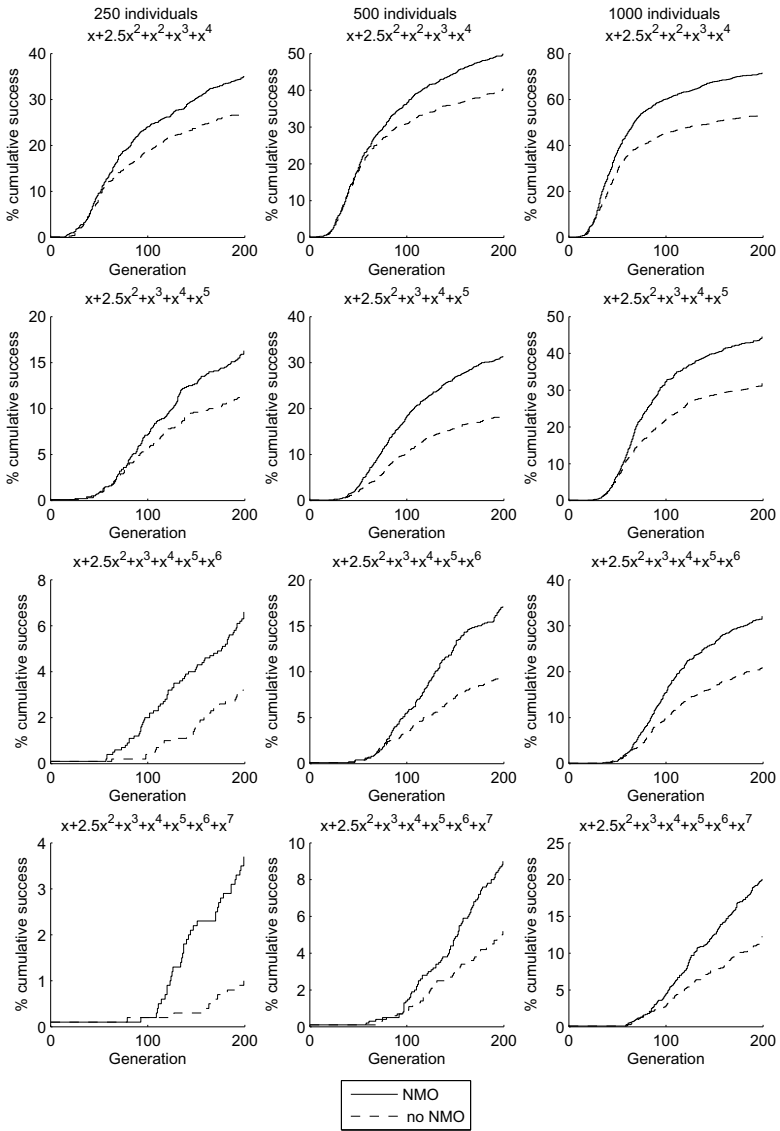 250 individuals
x+2.5x²+x²+x³+x⁴
500 individuals
x+2.5x²+x²+x³+x⁴
1000 individuals
x+2.5x²+x²+x³+x⁴
% cumulative success
40
30
20
10
0
0 100 200
Generation
% cumulative success
50
40
30
20
10
0
0 100 200
Generation
% cumulative success
80
60
40
20
0
0 100 200
Generation
x+2.5x²+x³+x⁴+x⁵
% cumulative success
20
15
10
5
0
0 100 200
Generation
x+2.5x²+x³+x⁴+x⁵
% cumulative success
40
30
20
10
0
0 100 200
Generation
x+2.5x²+x³+x⁴+x⁵
% cumulative success
50
40
30
20
10
0
0 100 200
Generation
x+2.5x²+x³+x⁴+x⁵+x⁶
% cumulative success
8
6
4
2
0
0 100 200
Generation
x+2.5x²+x³+x⁴+x⁵+x⁶
% cumulative success
20
15
10
5
0
0 100 200
Generation
x+2.5x²+x³+x⁴+x⁵+x⁶
% cumulative success
40
30
20
10
0
0 100 200
Generation
x+2.5x²+x³+x⁴+x⁵+x⁶+x⁷
% cumulative success
4
3
2
1
0
0 100 200
Generation
x+2.5x²+x³+x⁴+x⁵+x⁶+x⁷
% cumulative success
10
8
6
4
2
0
0 100 200
Generation
x+2.5x²+x³+x⁴+x⁵+x⁶+x⁷
% cumulative success
25
20
15
10
5
0
0 100 200
Generation
NMO
no NMO